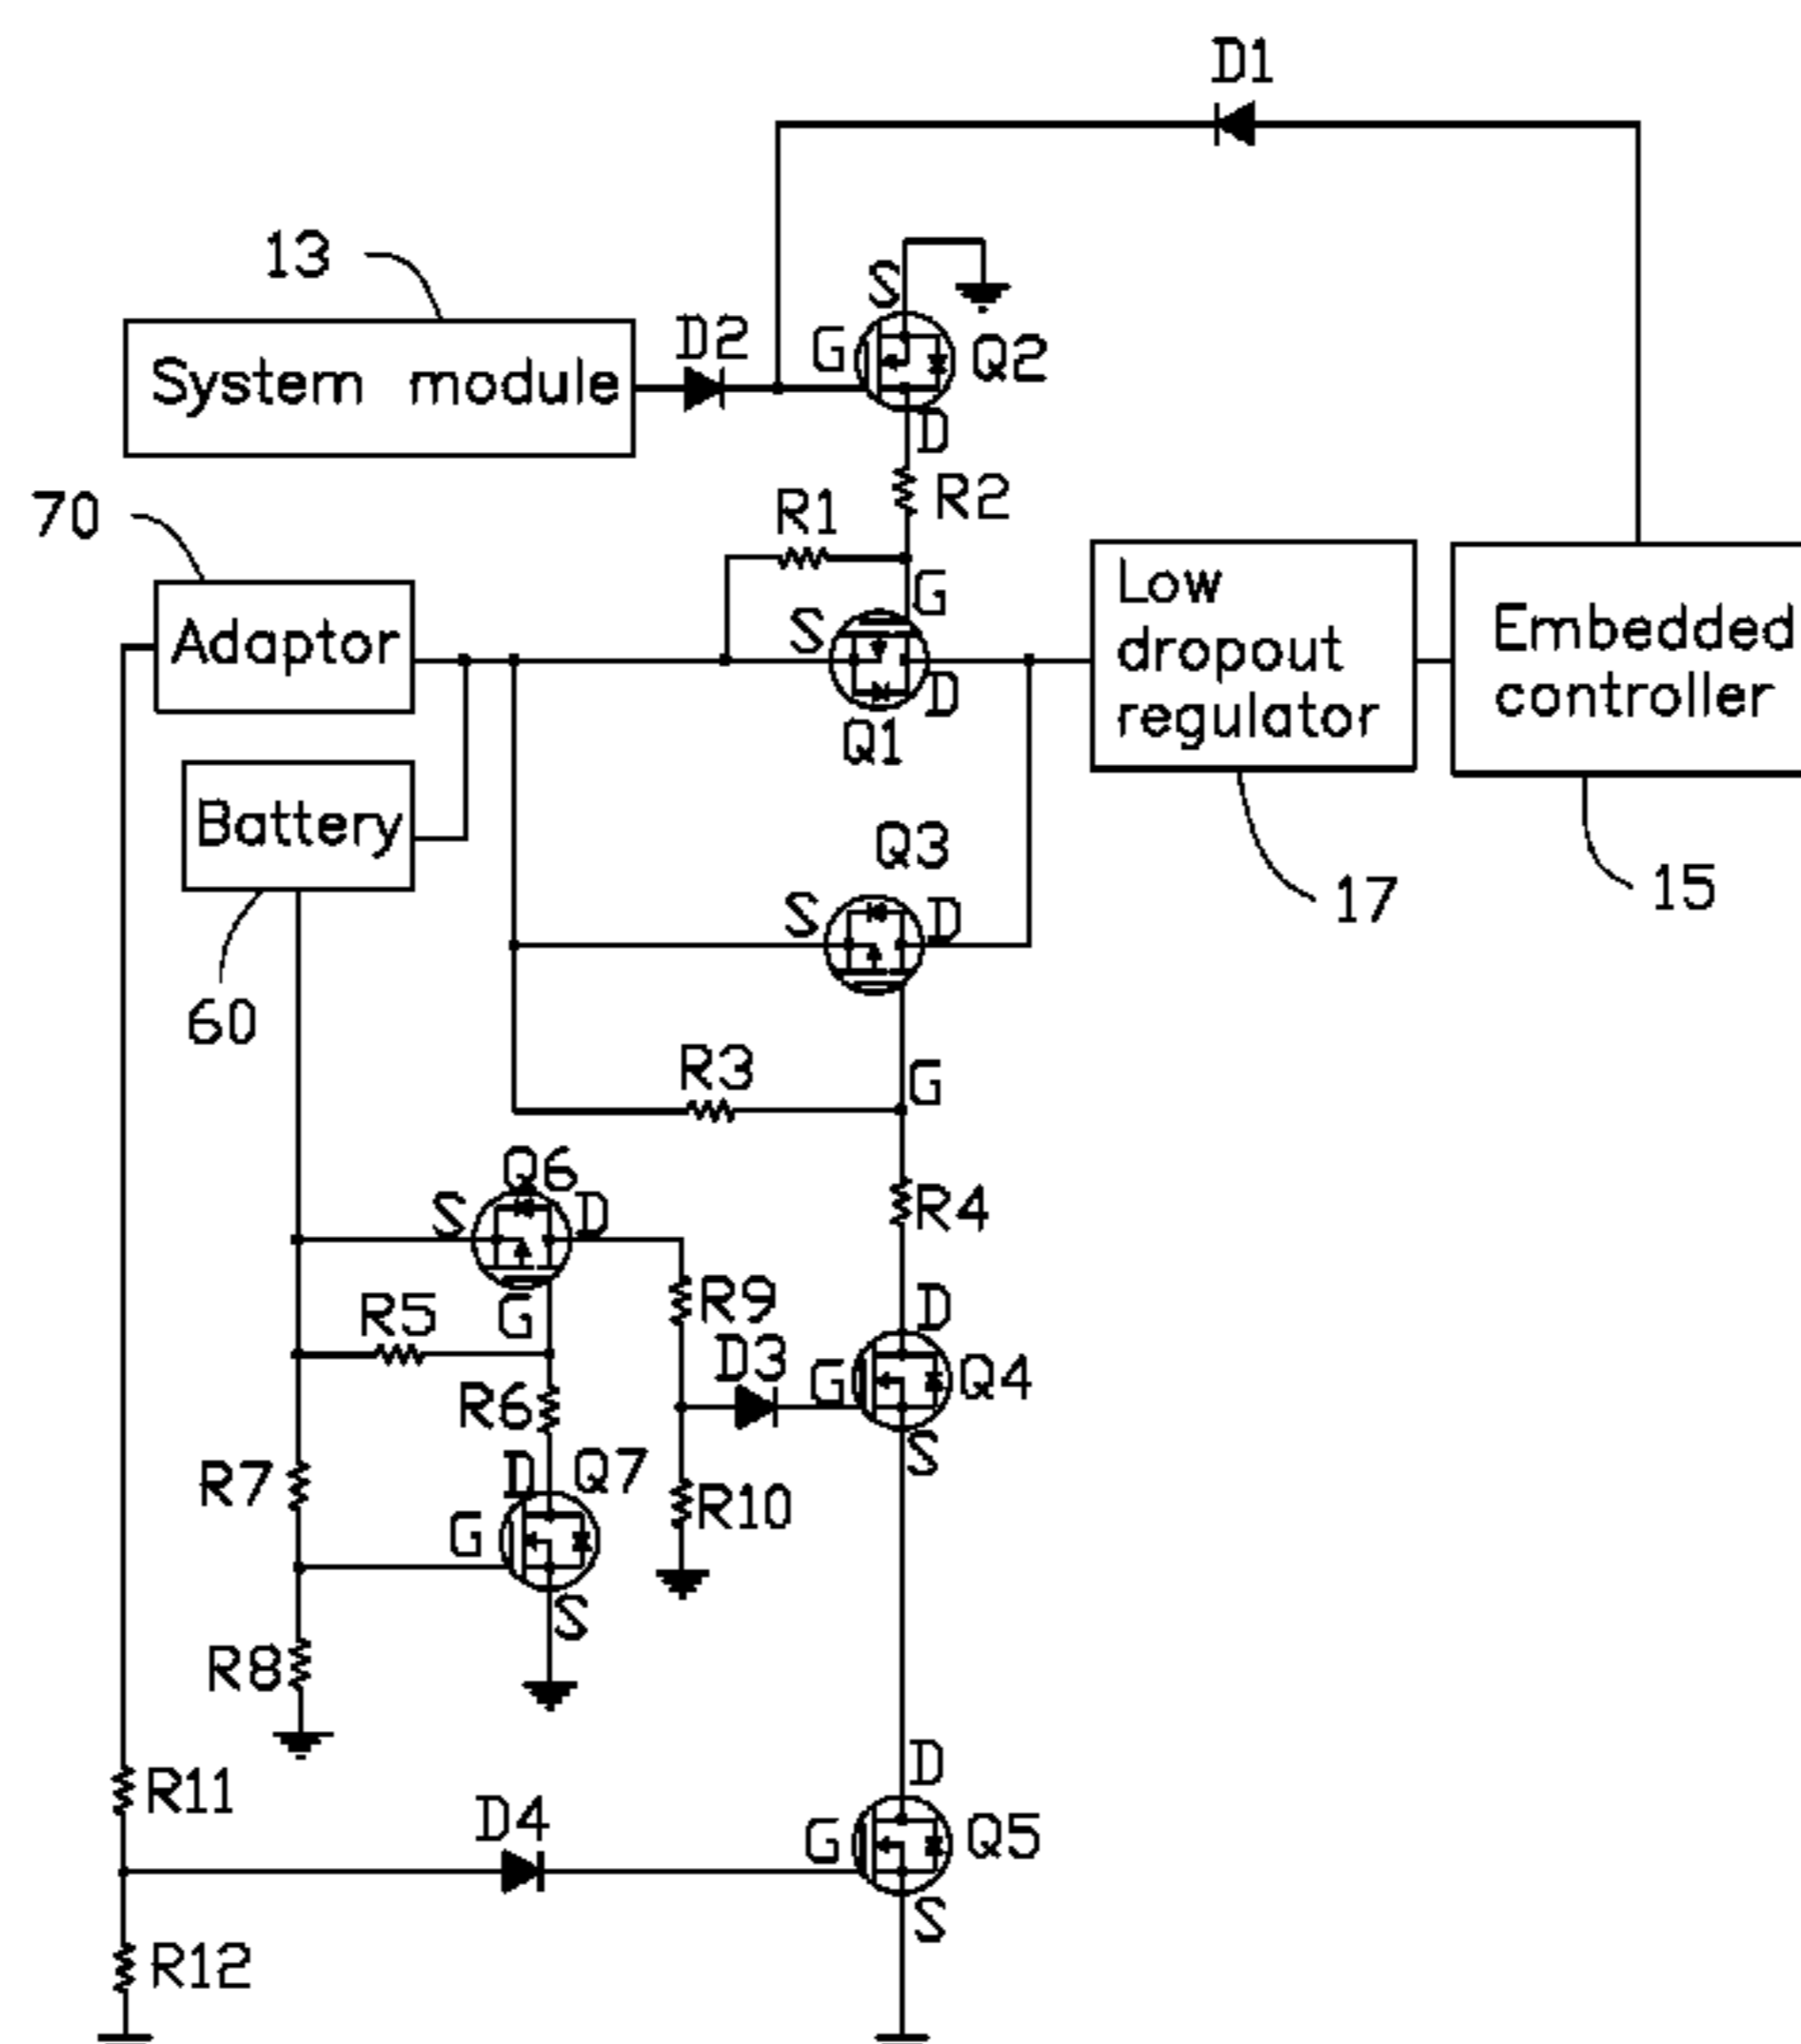 D1
13
S
D2
G
Q2
System module
D
R2
70
R1
G
Low
dropout
regulator
S
Adaptor
Embedded
controller
D
Q1
Battery
Q3
S
D
17
15
60
R3
G
Q6
S
D
R4
R5
G
R9
D
D3
G
Q4
R6
S
R7
D
Q7
G
R10
S
R8
D
R11
D4
G
Q5
S
R12